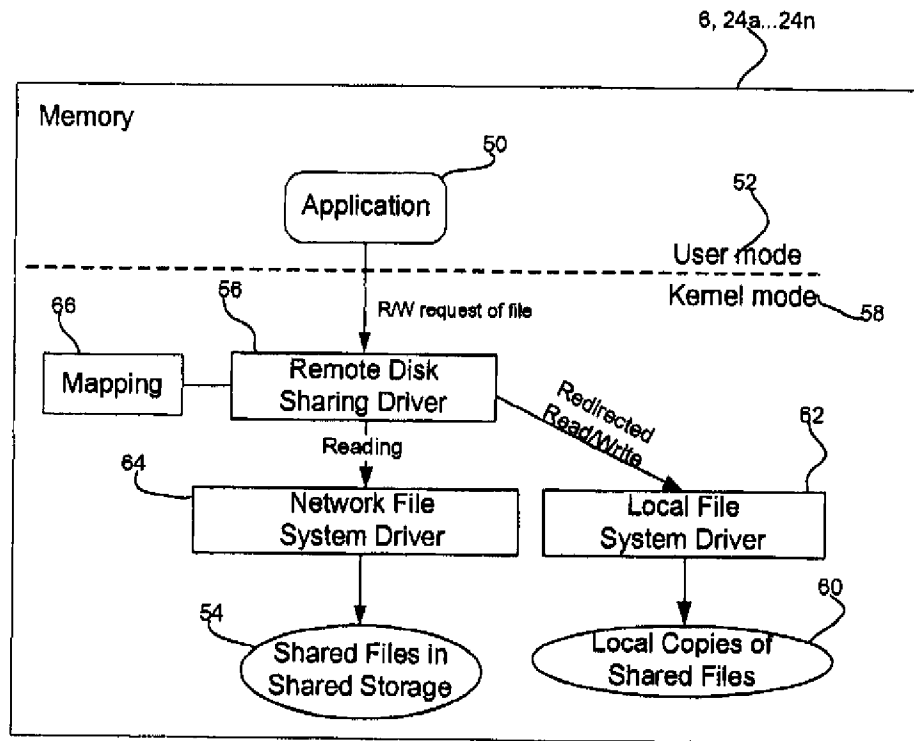 6, 24a...24n
Memory
50
Application
52
User mode
Kernel mode
58
R/W request of file
66
56
Mapping
Remote Disk
Sharing Driver
Redirected
Read/Write
Reading
64
62
Network File
System Driver
Local File
System Driver
54
60
Shared Files in
Shared Storage
Local Copies of
Shared Files